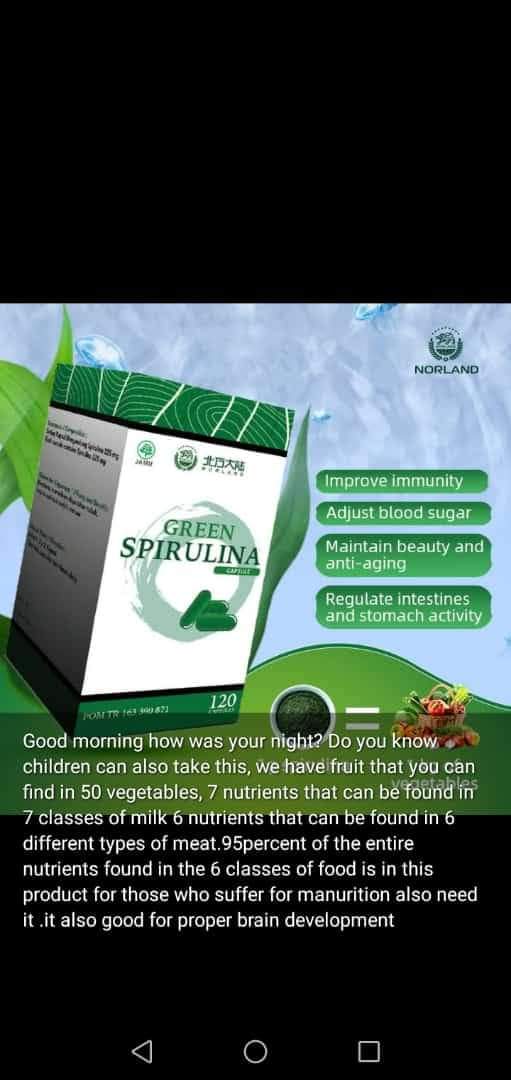 NORLAND
JAMU
北方大陆
NORLAND
Improve immunity
Adjust blood sugar
Maintain beauty and
anti-aging
Regulate intestines
and stomach activity
GREEN
SPIRULINA
CAPSULE
POM TR 163 390 871
120
CAPSULES
vegetables
Good morning how was your night? Do you know
children can also take this, we have fruit that you can
find in 50 vegetables, 7 nutrients that can be found in
7 classes of milk 6 nutrients that can be found in 6
different types of meat.95percent of the entire
nutrients found in the 6 classes of food is in this
product for those who suffer for manurition also need
it .it also good for proper brain development